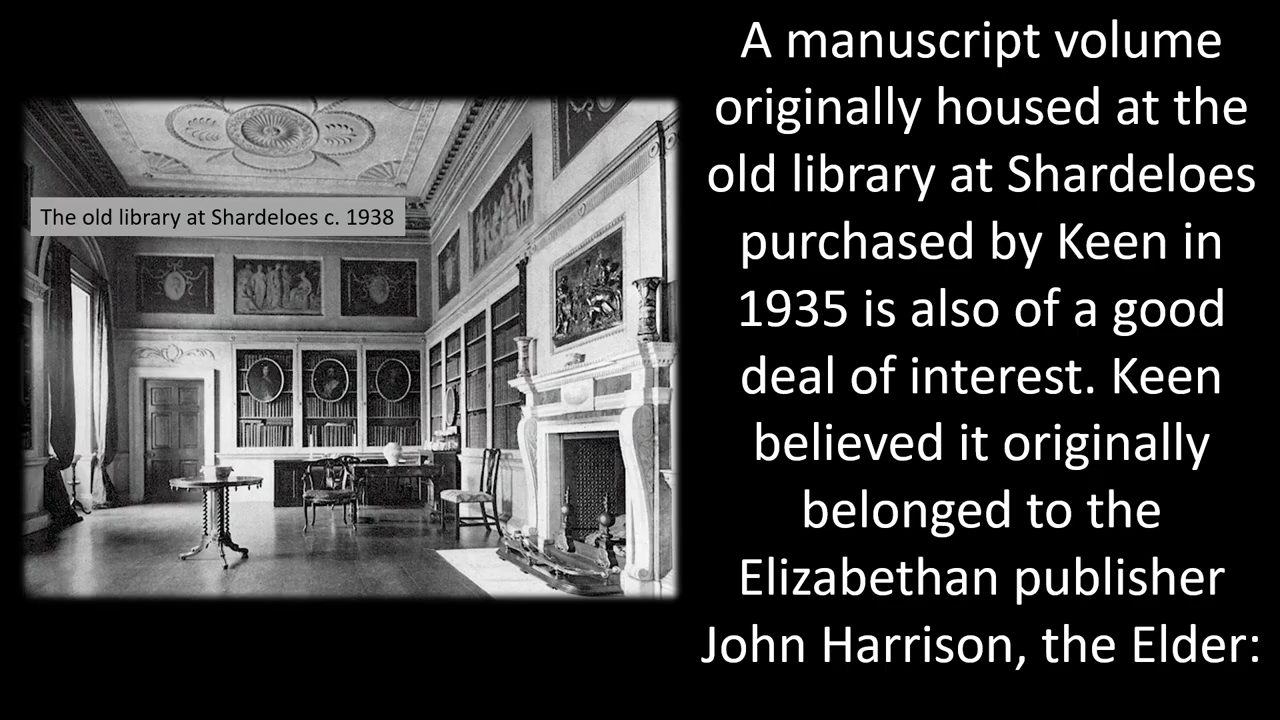 The old library at Shardeloes c. 1938
A manuscript volume
originally housed at the
old library at Shardeloes
purchased by Keen in
1935 is also of a good
deal of interest. Keen
believed it originally
belonged to the
Elizabethan publisher
John Harrison, the Elder: